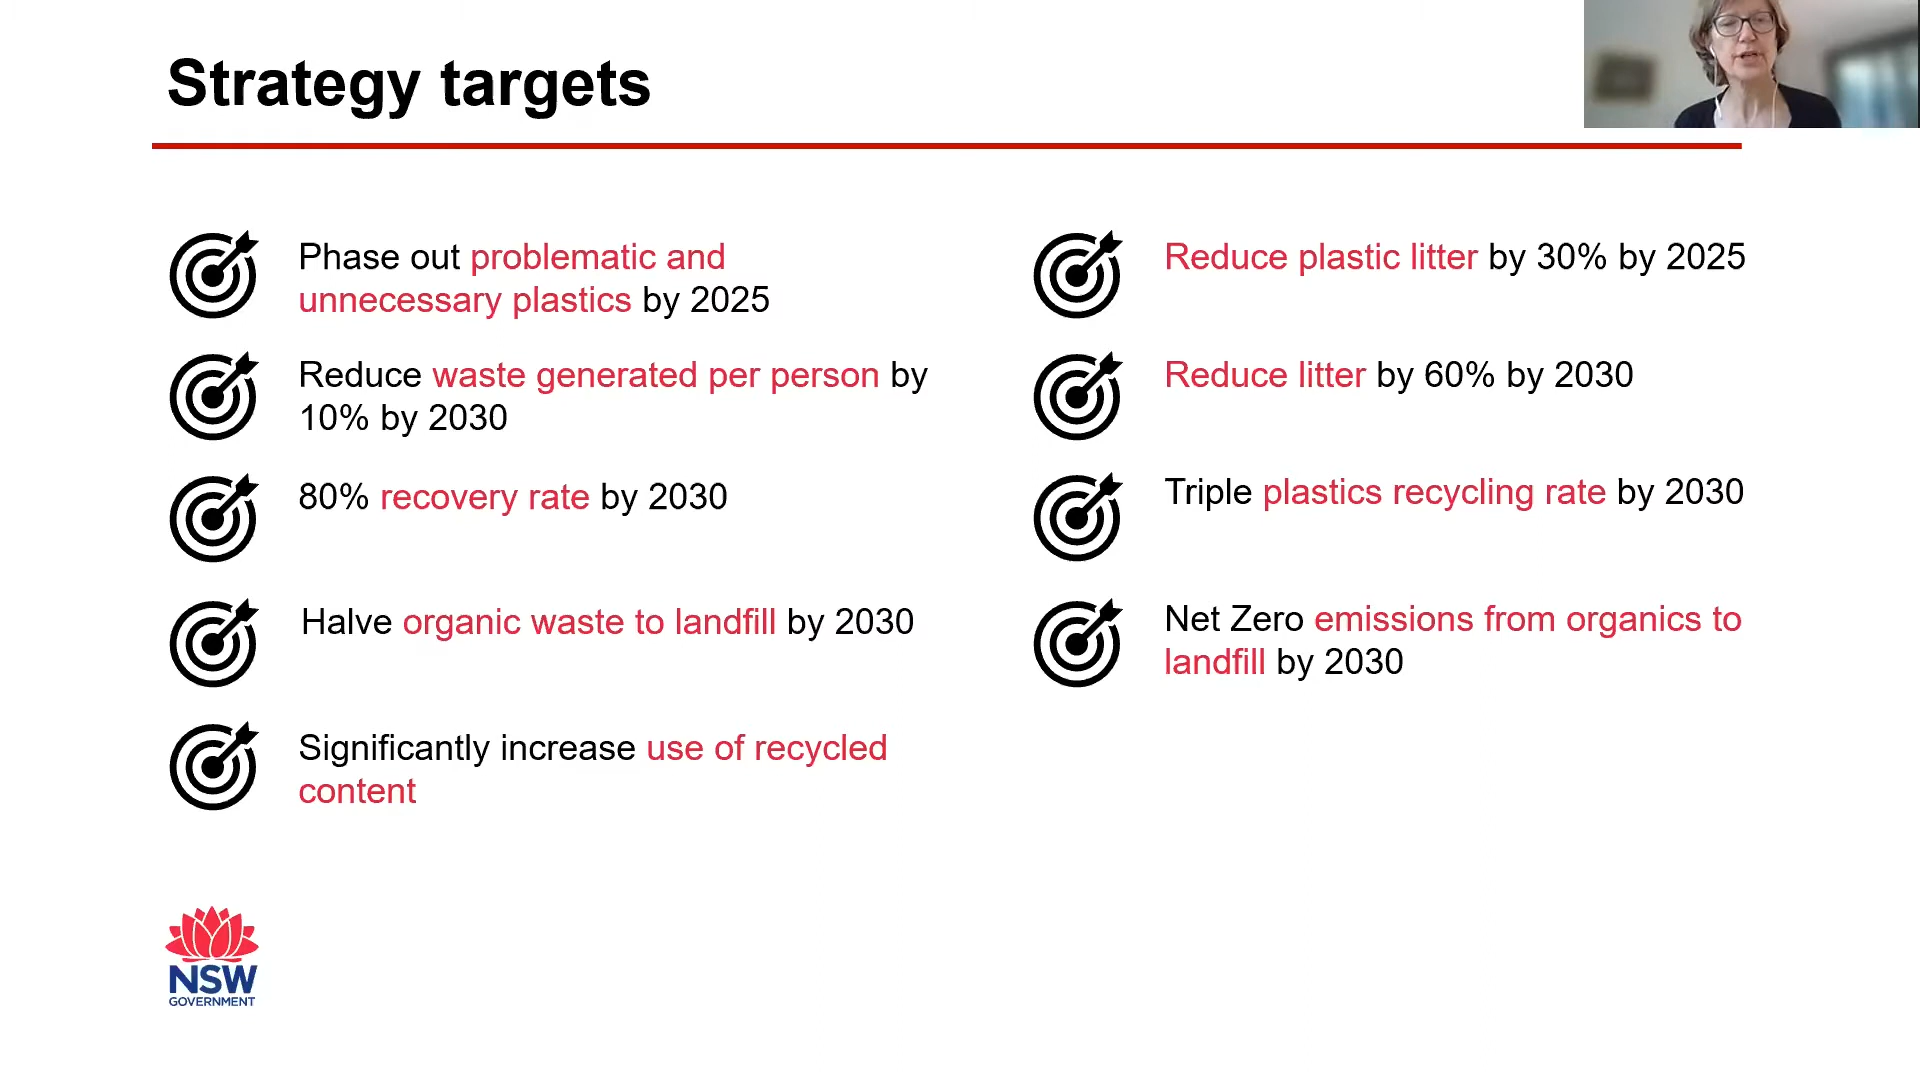 Strategy targets
Phase out problematic and
unnecessary plastics by 2025
Reduce waste generated per person by
10% by 2030
80% recovery rate by 2030
Halve organic waste to landfill by 2030
Significantly increase use of recycled
content
Reduce plastic litter by 30% by 2025
Reduce litter by 60% by 2030
Triple plastics recycling rate by 2030
Net Zero emissions from organics to
landfill by 2030
NSW
GOVERNMENT